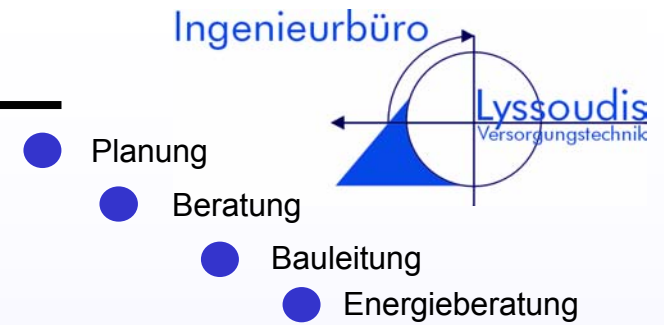 Ingenieurbüro
Lyssoudis
Versorgungstechnik
Planung
Beratung
Bauleitung
Energieberatung